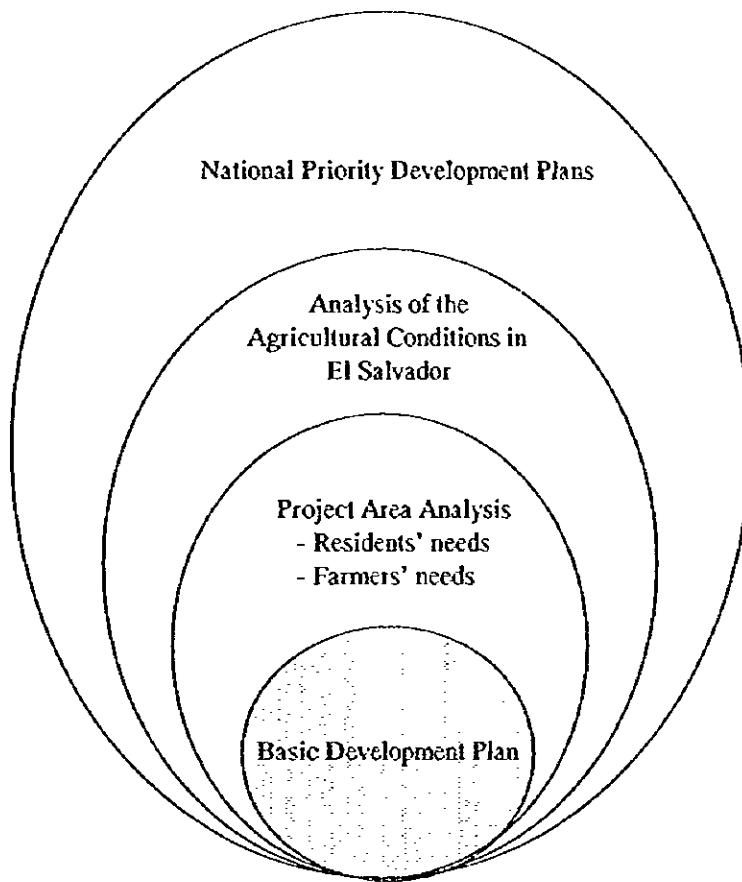 National Priority Development Plans
Analysis of the
Agricultural Conditions in
El Salvador
Project Area Analysis
- Residents' needs
- Farmers' needs
Basic Development Plan